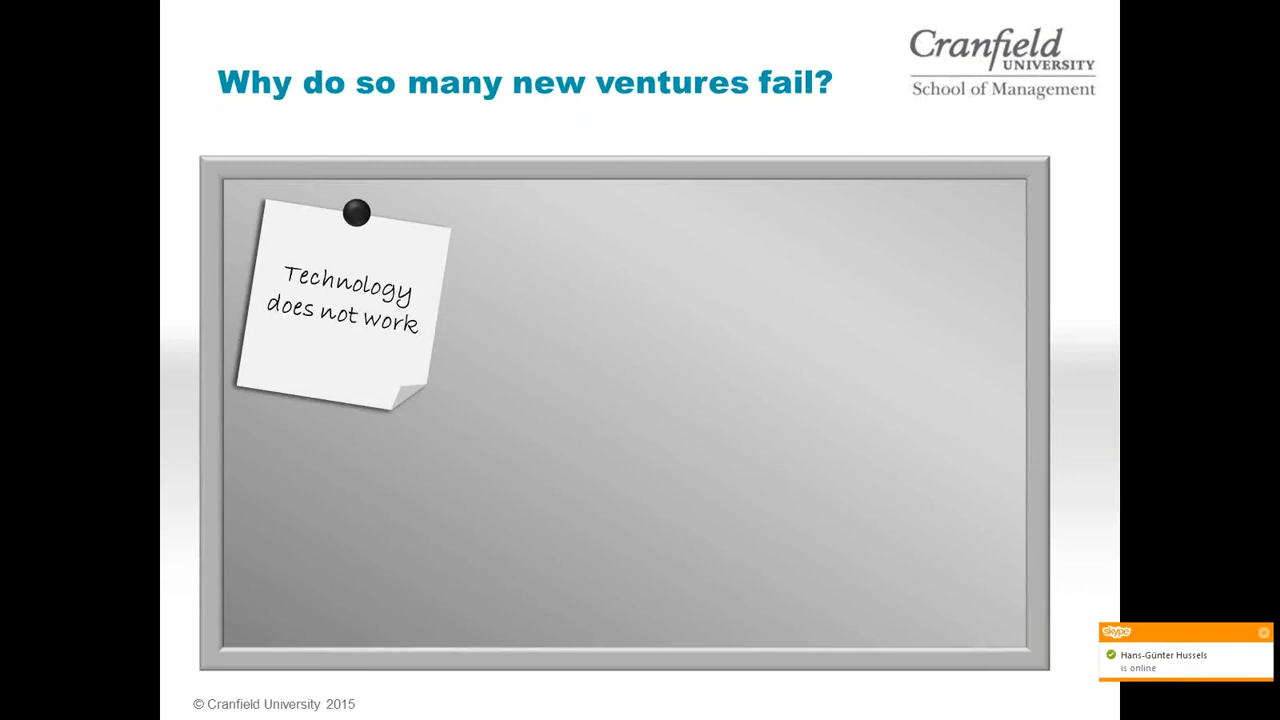 Cranfield
UNIVERSITY
School of Management
Why do so many new ventures fail?
Technology
does not work
skype
Hans-Günter Hussels
is online
© Cranfield University 2015